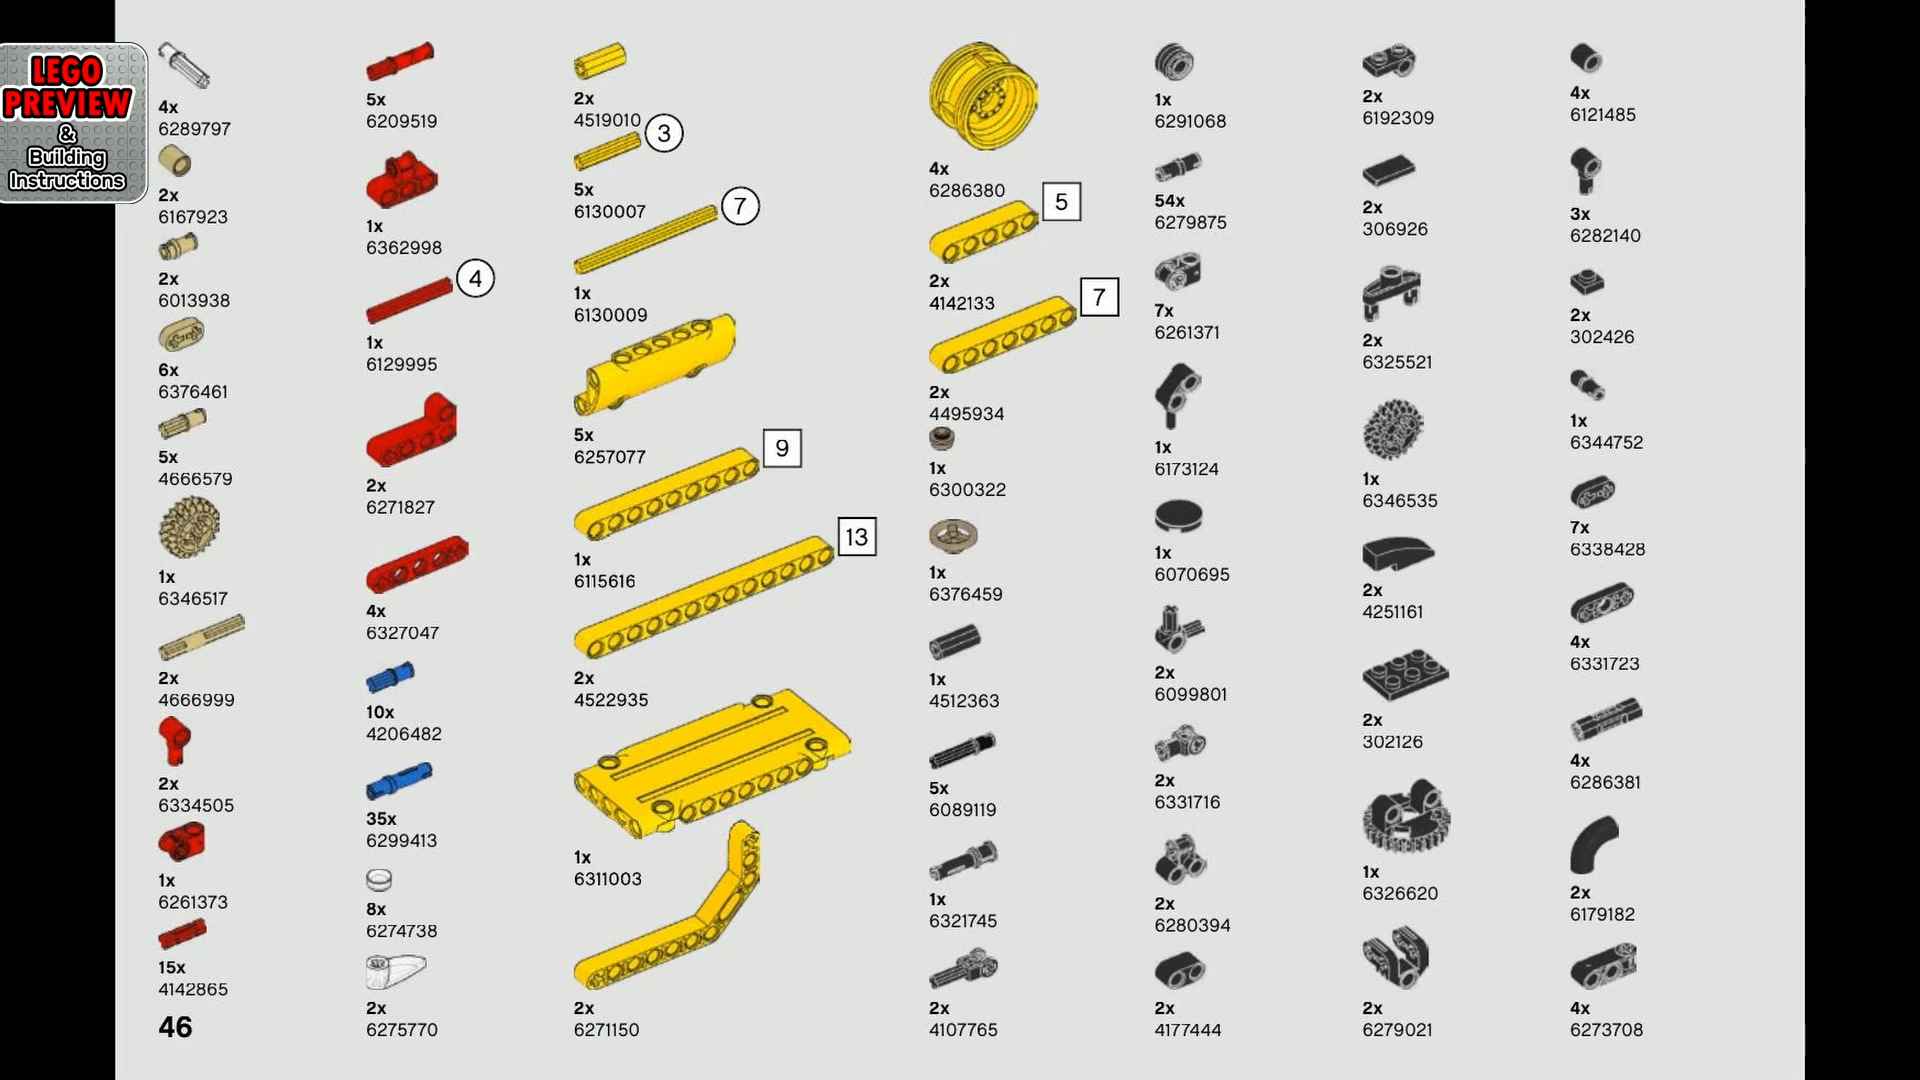 LEGO
PREVIEW
&
Building
Instructions
4x
6289797
2x
6167923
2x
6013938
6x
6376461
5x
4666579
1x
6346517
2x
4666999
2x
6334505
1x
6261373
15x
4142865
46
5x
6209519
1x
6362998
4
1x
6129995
2x
6271827
4x
6327047
10x
4206482
35x
6299413
8x
6274738
2x
6275770
2x
4519010
3
5x
6130007
7
1x
6130009
5x
6257077
9
1x
6115616
13
2x
4522935
1x
6311003
2x
6271150
4x
6286380
5
2x
4142133
7
2x
4495934
1x
6300322
1x
6376459
1x
4512363
5x
6089119
1x
6321745
2x
4107765
1x
6291068
54x
6279875
7x
6261371
1x
6173124
1x
6070695
2x
6099801
2x
6331716
2x
6280394
2x
4177444
2x
6192309
2x
306926
2x
6325521
1x
6346535
2x
4251161
2x
302126
1x
6326620
2x
6279021
4x
6121485
3x
6282140
2x
302426
1x
6344752
7x
6338428
4x
6331723
4x
6286381
2x
6179182
4x
6273708